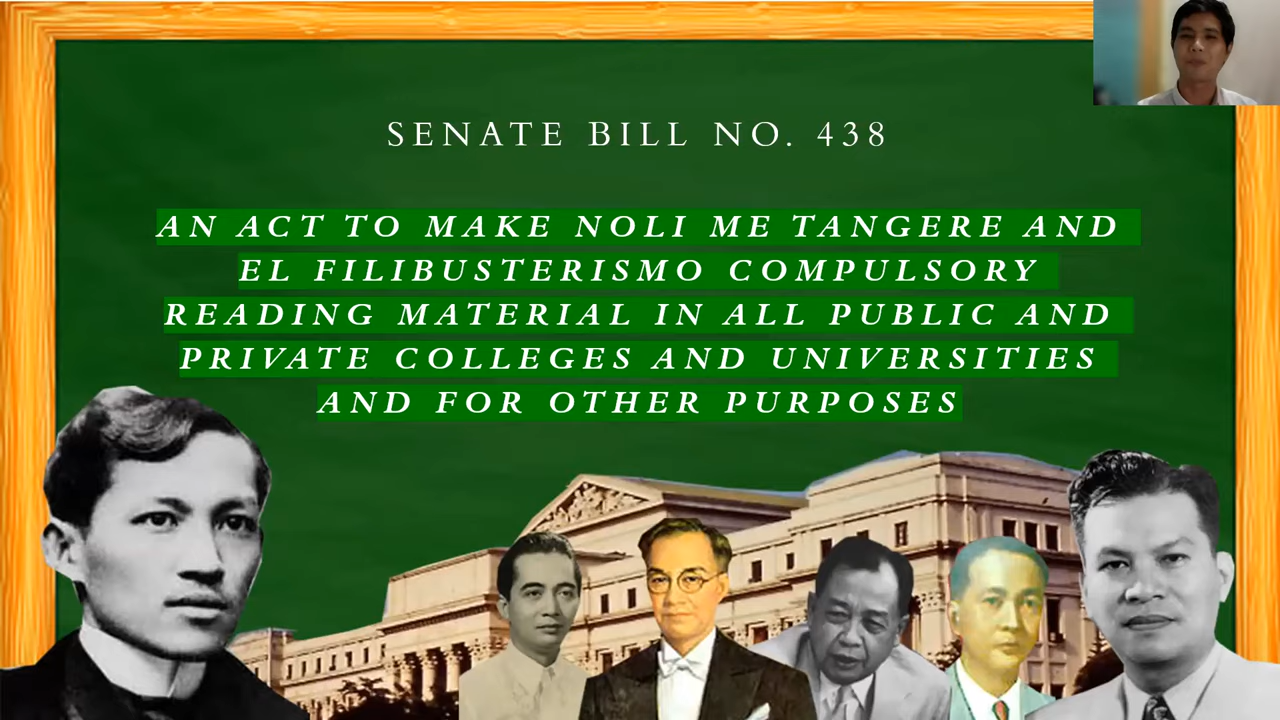 SENATE BILL NO. 438
AN ACT TO MAKE NOLI ME TANGERE AND
EL FILIBUSTERISMO COMPULSORY
READING MATERIAL IN ALL PUBLIC AND
PRIVATE COLLEGES AND UNIVERSITIES
AND FOR OTHER PURPOSES